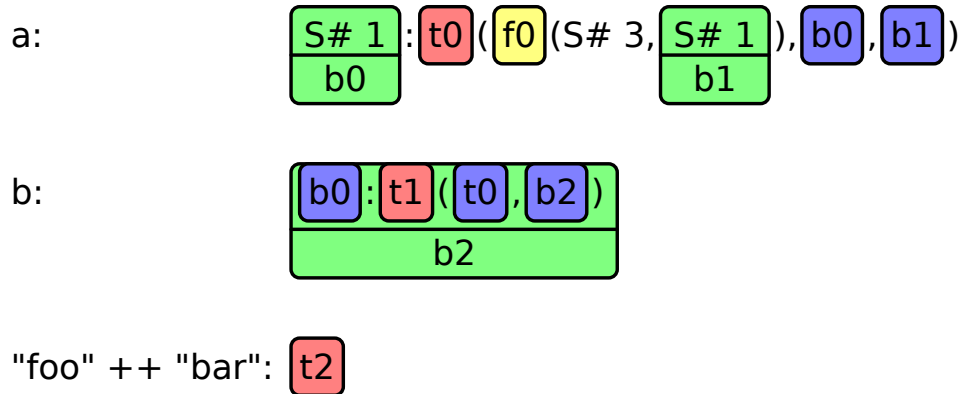 a: S# 1:t0(f0(S# 3,S# 1),b0,b1)
b0 b1
b: b0:t1(t0,b2)
b2
"foo" ++ "bar": t2